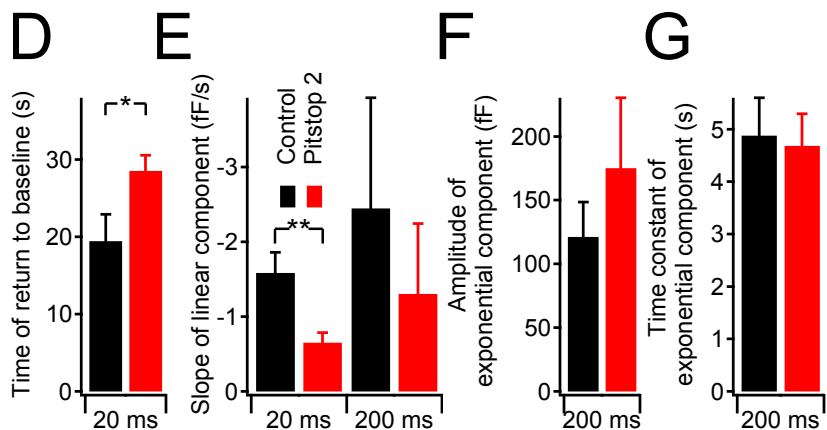 D
E
F
G
Time of return to baseline (s)
30
20
10
0
*
20 ms
Slope of linear component (fF/s)
-3
-2
-1
0
Control
Pitstop 2
**
20 ms
200 ms
Amplitude of
exponential component (fF)
200
150
100
50
0
200 ms
Time constant of
exponential component (s)
5
4
3
2
1
0
200 ms